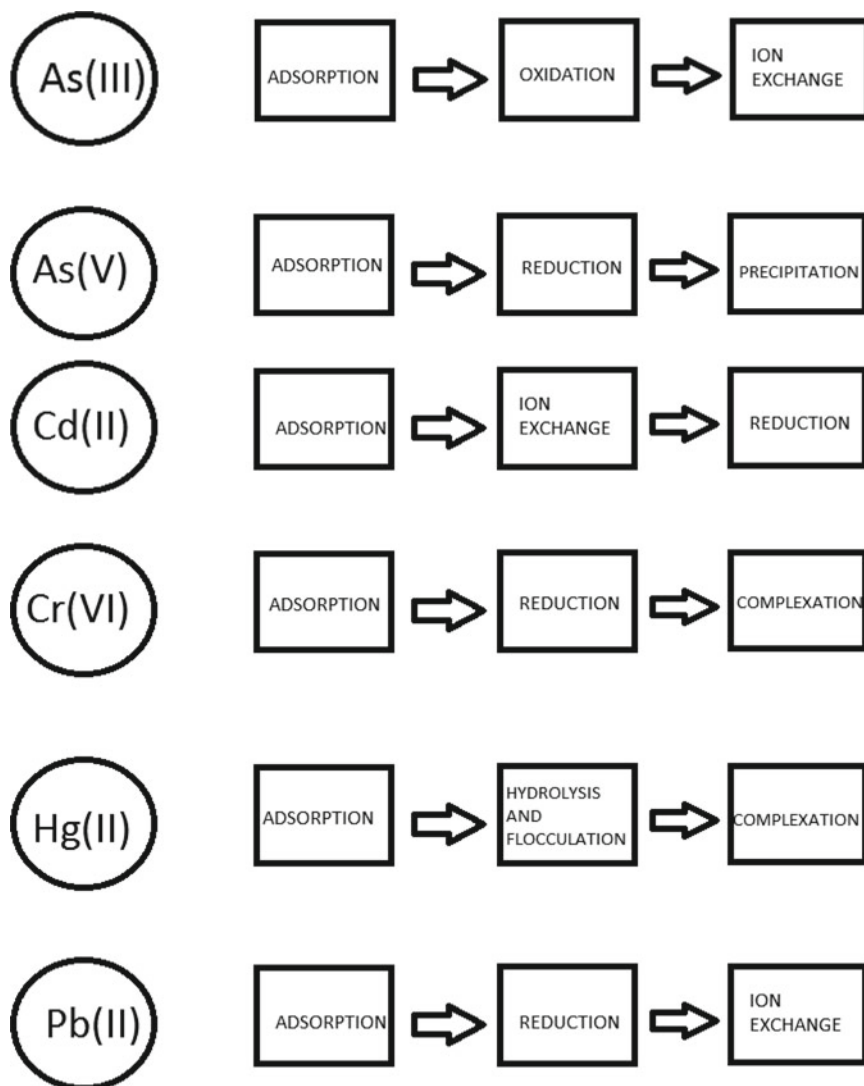 As(III)
ADSORPTION
OXIDATION
ION
EXCHANGE
As(V)
ADSORPTION
REDUCTION
PRECIPITATION
Cd(II)
ADSORPTION
ION
EXCHANGE
REDUCTION
Cr(VI)
ADSORPTION
REDUCTION
COMPLEXATION
Hg(II)
ADSORPTION
HYDROLYSIS
AND
FLOCCULATION
COMPLEXATION
Pb(II)
ADSORPTION
REDUCTION
ION
EXCHANGE